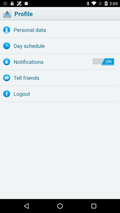 2:03
Profile
Personal data
Day schedule
Notifications
ON
Tell friends
Logout